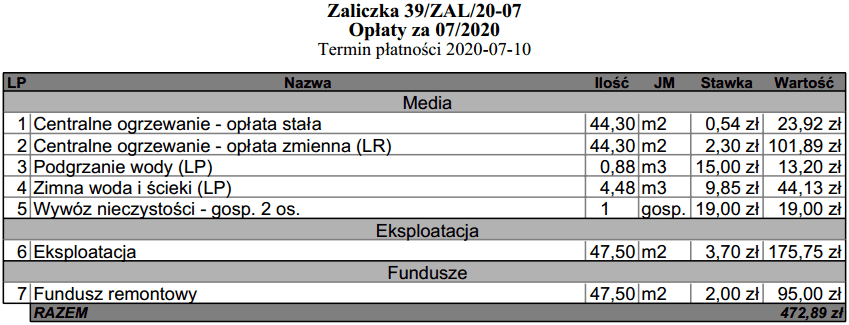 Zaliczka 39/ZAL/20-07
Opłaty za 07/2020
Termin płatności 2020-07-10
LP Nazwa Ilość JM Stawka Wartość
Media
1 Centralne ogrzewanie - opłata stała 44,30 m2 0,54 zł 23,92 zł
2 Centralne ogrzewanie - opłata zmienna (LR) 44,30 m2 2,30 zł 101,89 zł
3 Podgrzanie wody (LP) 0,88 m3 15,00 zł 13,20 zł
4 Zimna woda i ścieki (LP) 4,48 m3 9,85 zł 44,13 zł
5 Wywóz nieczystości - gosp. 2 os. 1 gosp. 19,00 zł 19,00 zł
Eksploatacja
6 Eksploatacja 47,50 m2 3,70 zł 175,75 zł
Fundusze
7 Fundusz remontowy 47,50 m2 2,00 zł 95,00 zł
RAZEM 472,89 zł